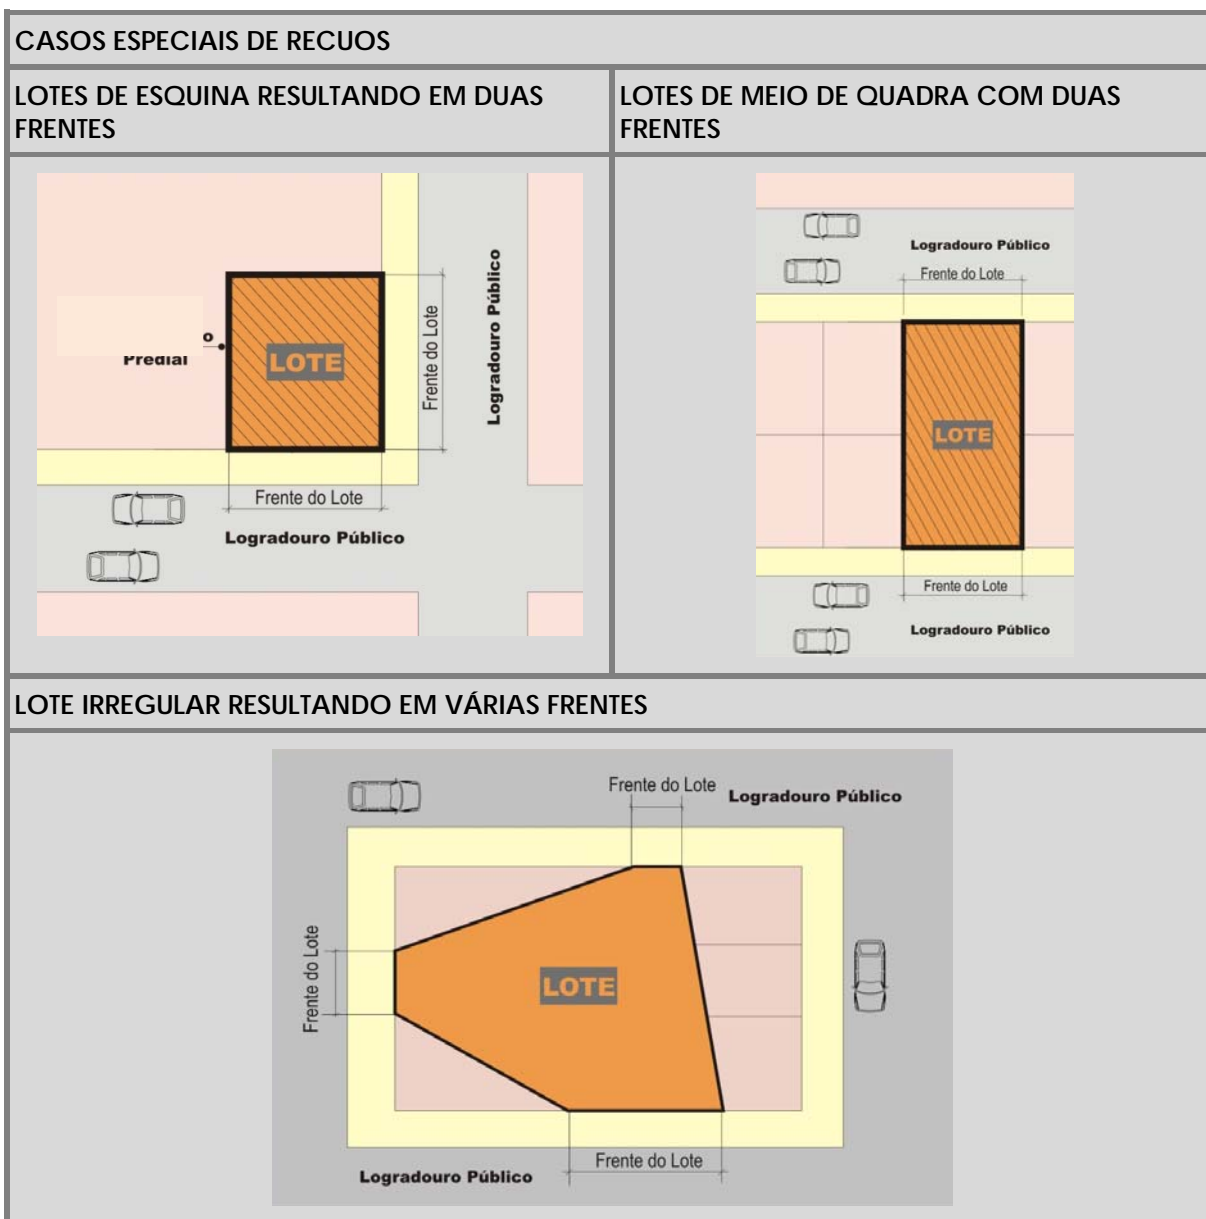 CASOS ESPECIAIS DE RECUOS
LOTES DE ESQUINA RESULTANDO EM DUAS
FRENTES
LOTES DE MEIO DE QUADRA COM DUAS
FRENTES
o
Predial
LOTE
Frente do Lote
Logradouro Público
Frente do Lote
Logradouro Público
Logradouro Público
Frente do Lote
LOTE
Frente do Lote
Logradouro Público
LOTE IRREGULAR RESULTANDO EM VÁRIAS FRENTES
Frente do Lote
Logradouro Público
Frente do Lote
LOTE
Frente do Lote
Logradouro Público